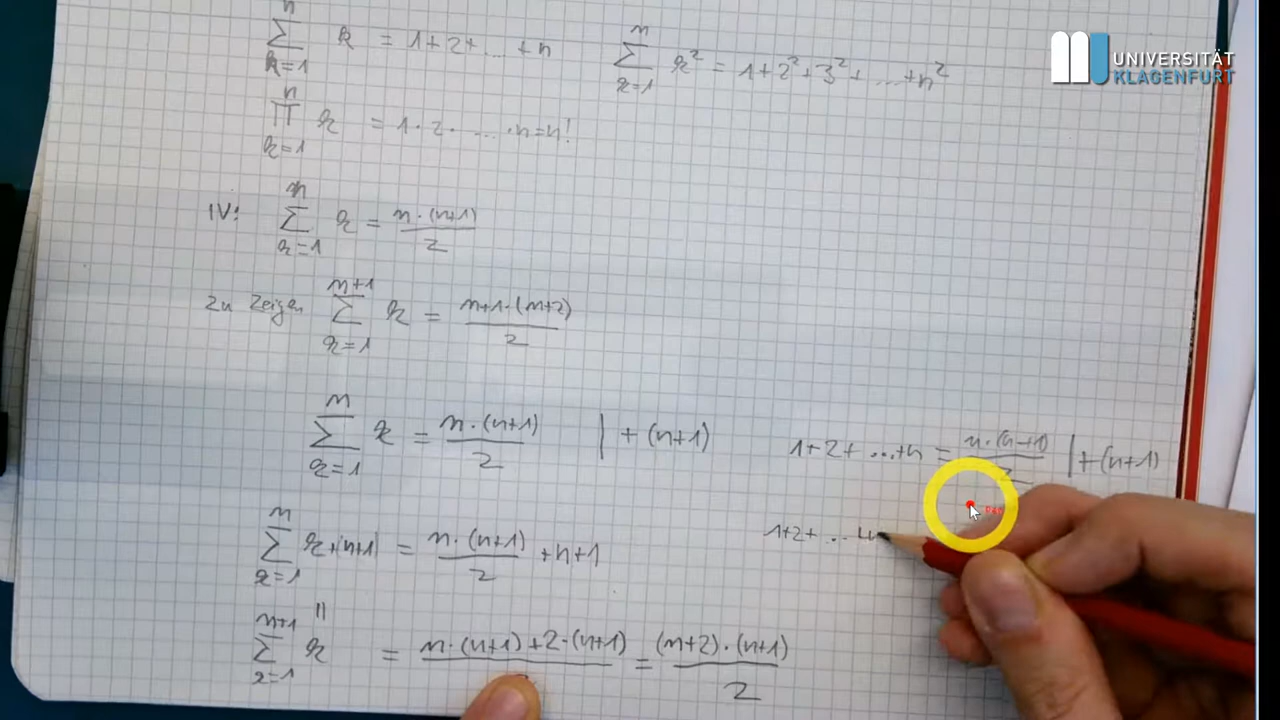 n n
∑ k = 1+2+ ... +n ∑ k² = 1+2²+3²+ ... +n²
k=1 k=1
UNIVERSITÄT
KLAGENFURT
n
∏ k = 1·2· ... ·n=n!
k=1
n
IV: ∑ k = n·(n+1)/2
k=1
n+1
zu Zeigen ∑ k = n+1·(n+2)/2
k=1
n
∑ k = n·(n+1)/2 | +(n+1)
k=1
1+2+ ...+n = n·(n+1)/2 | +(n+1)
n
∑ k+(n+1) = n·(n+1)/2 +n+1
k=1
1+2+ ... +n
n+1 ||
∑ k = n·(n+1)+2·(n+1) = (n+2)·(n+1)/2
k=1